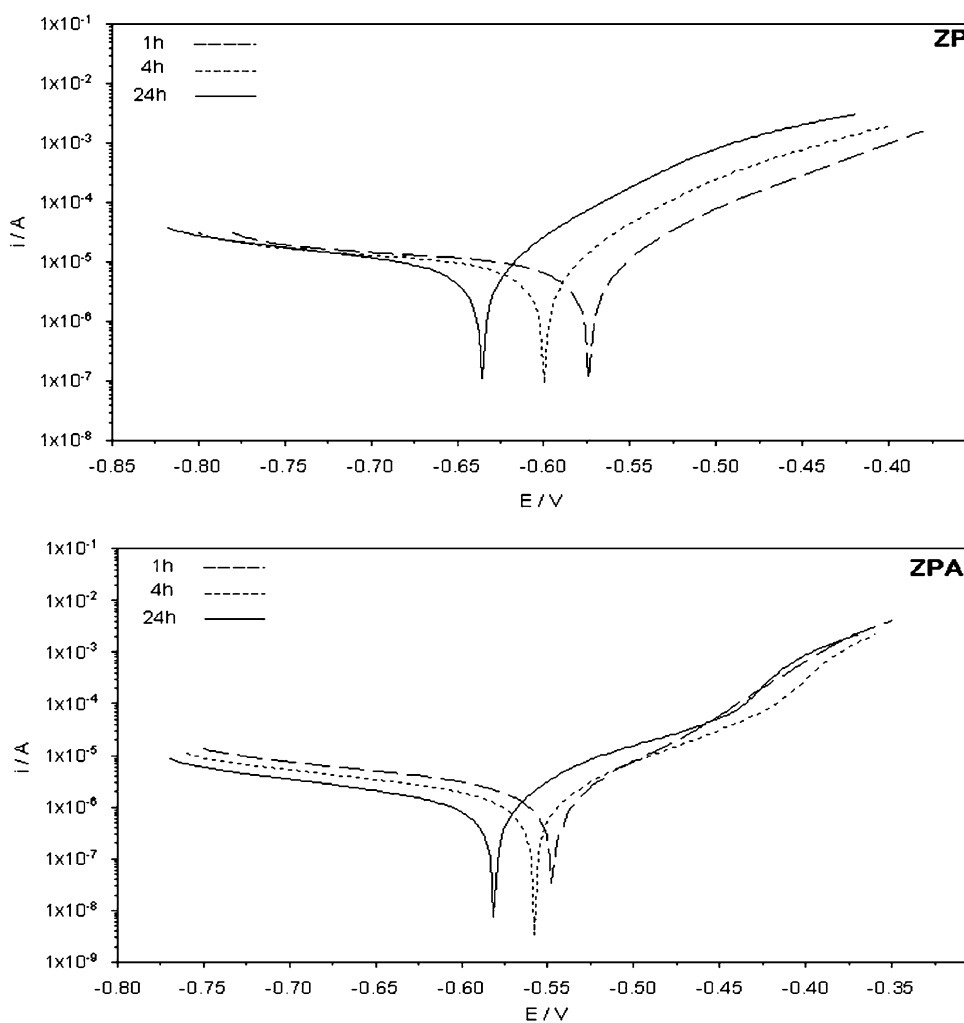 1x10⁻¹
ZP
1h
4h
1x10⁻²
24h
1x10⁻³
1x10⁻⁴
i / A
1x10⁻⁵
1x10⁻⁶
1x10⁻⁷
1x10⁻⁸
-0.85 -0.80 -0.75 -0.70 -0.65 -0.60 -0.55 -0.50 -0.45 -0.40
E / V
1x10⁻¹
ZPA
1h
4h
1x10⁻²
24h
1x10⁻³
1x10⁻⁴
i / A
1x10⁻⁵
1x10⁻⁶
1x10⁻⁷
1x10⁻⁸
1x10⁻⁹
-0.80 -0.75 -0.70 -0.65 -0.60 -0.55 -0.50 -0.45 -0.40 -0.35
E / V